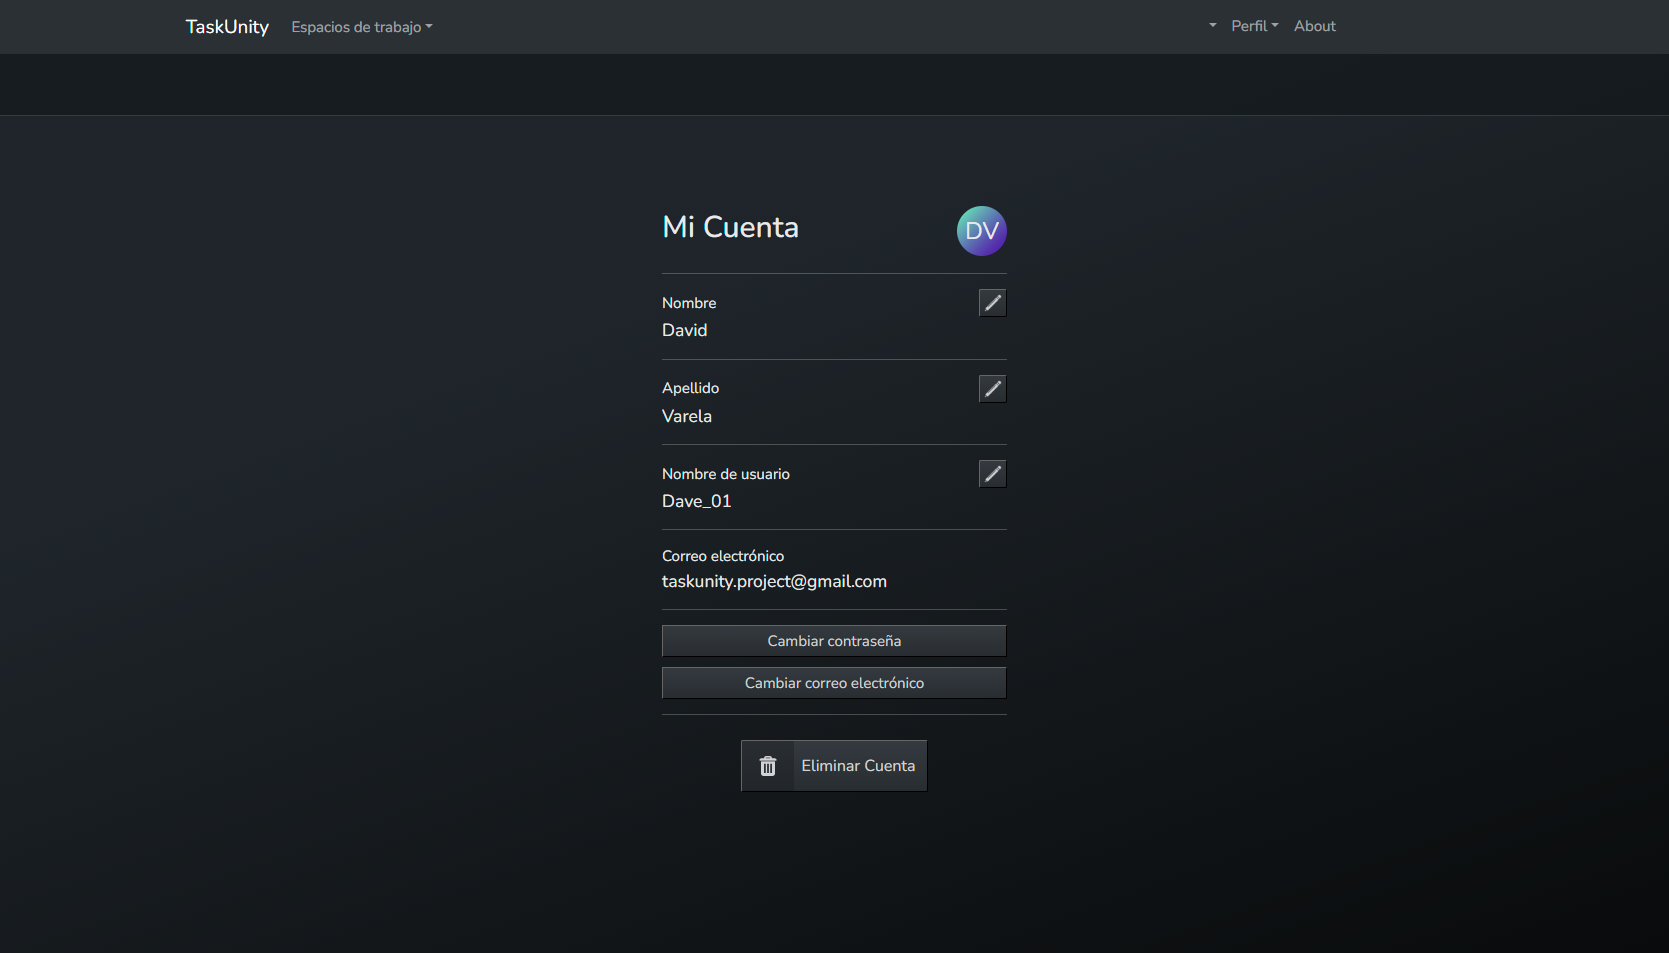 TaskUnity Espacios de trabajo Perfil About
Mi Cuenta DV
Nombre
David
Apellido
Varela
Nombre de usuario
Dave_01
Correo electrónico
taskunity.project@gmail.com
Cambiar contraseña
Cambiar correo electrónico
Eliminar Cuenta